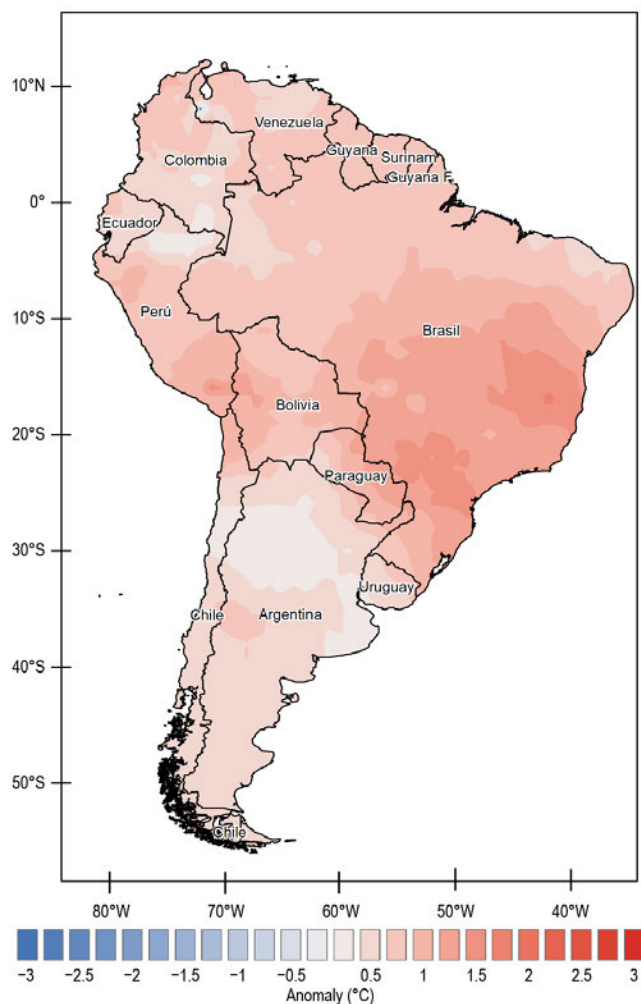 10°N
Venezuela
Guyana
Surinam
Colombia
Guyana F.
0°
Ecuador
Perú
10°S
Brasil
Bolivia
20°S
Paraguay
30°S
Uruguay
Chile
Argentina
40°S
50°S
Chile
80°W 70°W 60°W 50°W 40°W
−3 −2.5 −2 −1.5 −1 −0.5 0.5 1 1.5 2 2.5 3
Anomaly (°C)